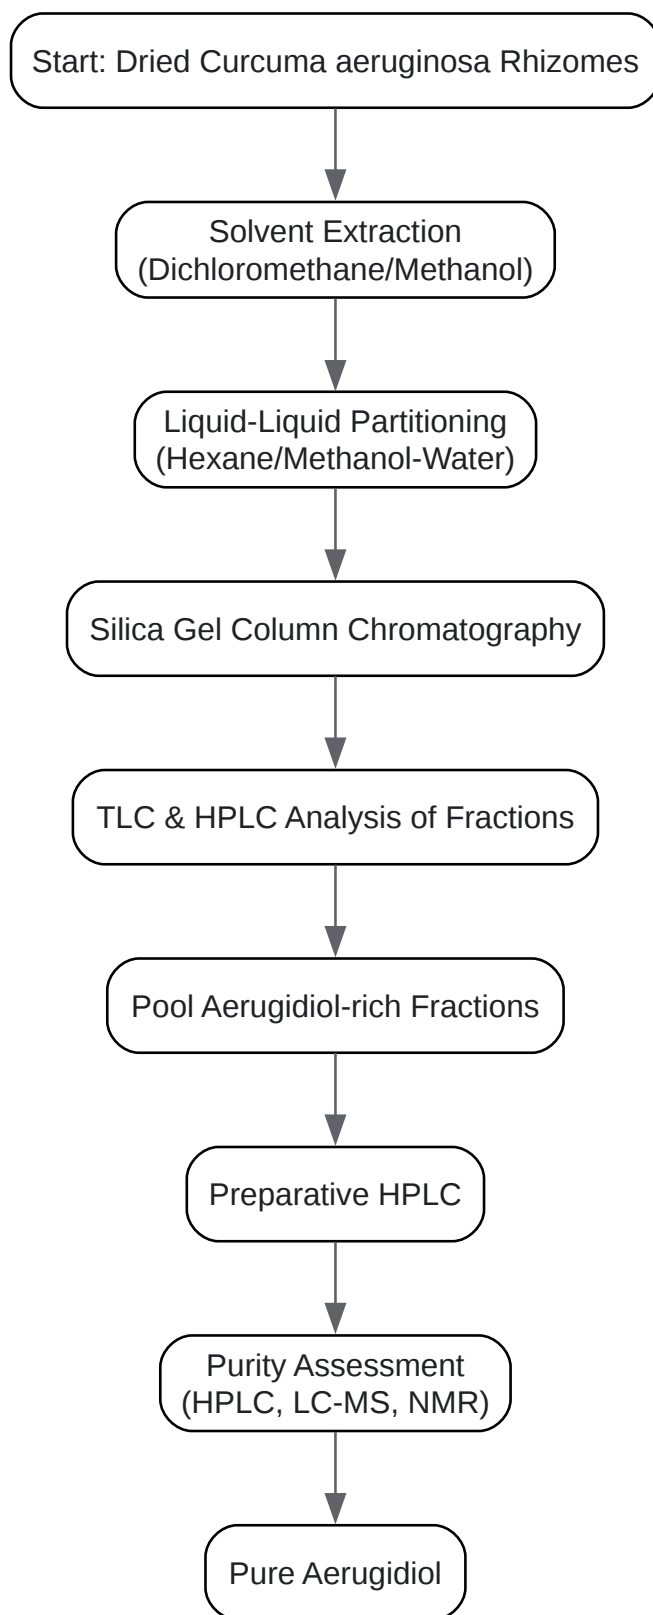 Start: Dried Curcuma aeruginosa Rhizomes
Solvent Extraction
(Dichloromethane/Methanol)
Liquid-Liquid Partitioning
(Hexane/Methanol-Water)
Silica Gel Column Chromatography
TLC & HPLC Analysis of Fractions
Pool Aerugidiol-rich Fractions
Preparative HPLC
Purity Assessment
(HPLC, LC-MS, NMR)
Pure Aerugidiol